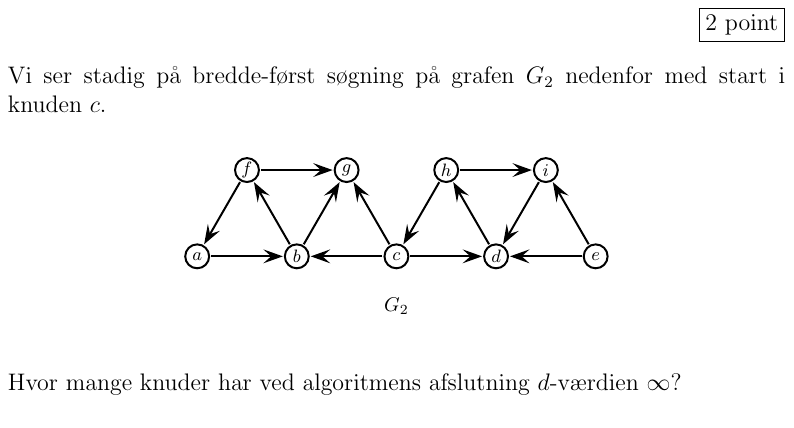 2 point
Vi ser stadig på bredde-først søgning på grafen G₂ nedenfor med start i
knuden c.
f g h i
a b c d e
G₂
Hvor mange knuder har ved algoritmens afslutning d-værdien ∞?